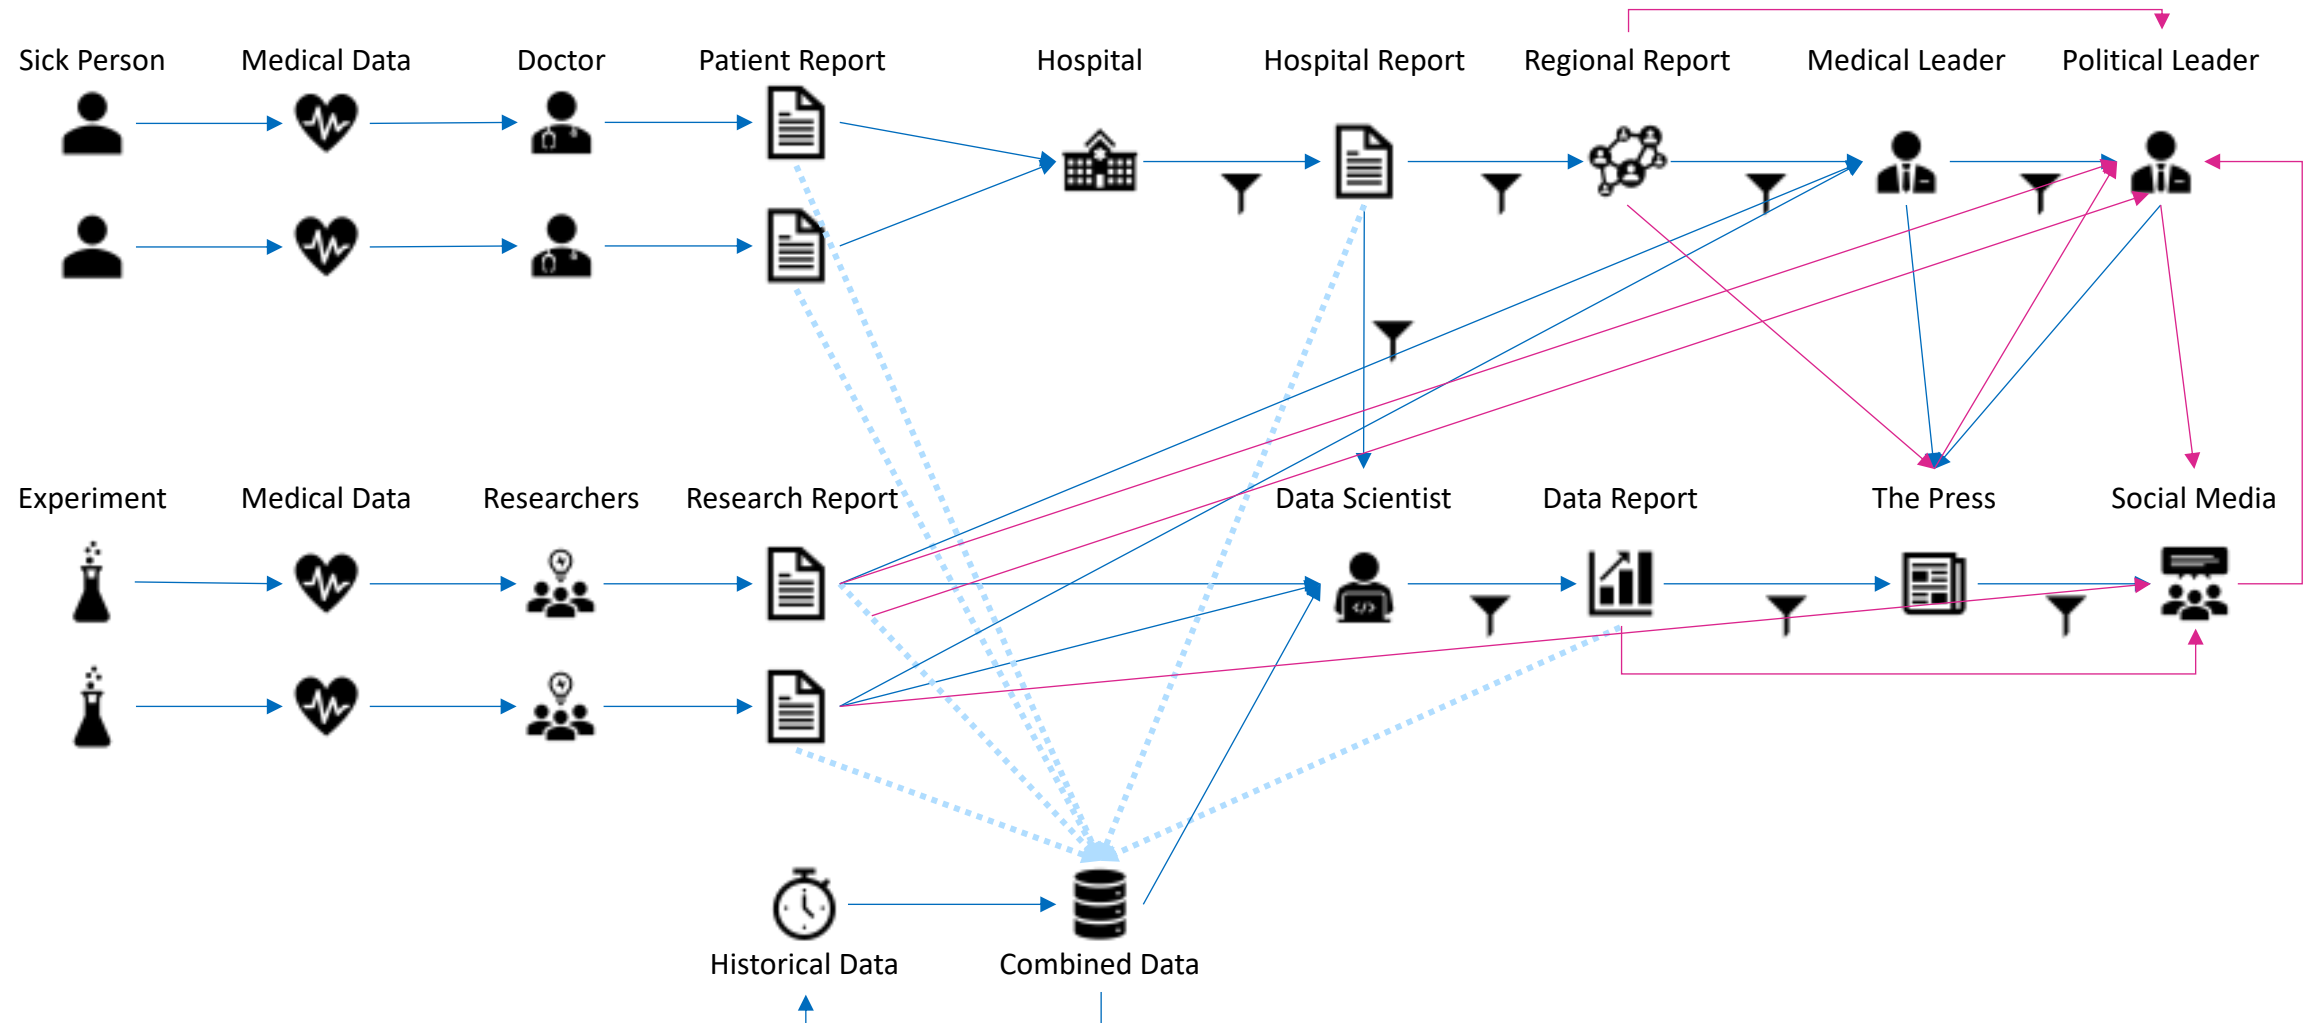 Sick Person
Medical Data
Doctor
Patient Report
Hospital
Hospital Report
Regional Report
Medical Leader
Political Leader
Experiment
Medical Data
Researchers
Research Report
Data Scientist
Data Report
The Press
Social Media
Historical Data
Combined Data